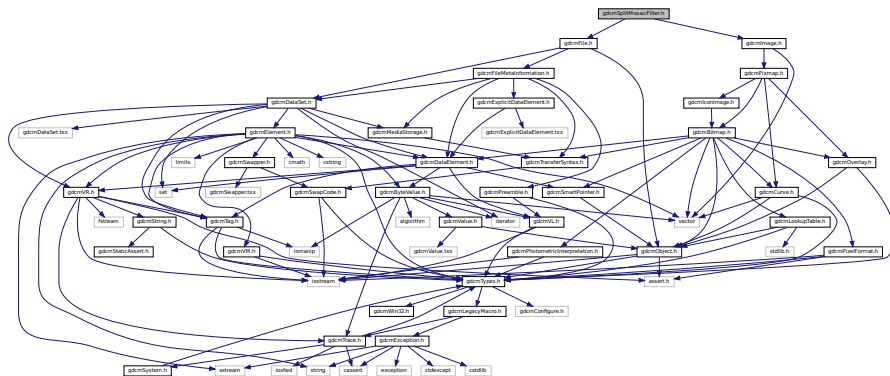 gdcmSplitMosaicFilter.h
gdcmFile.h
gdcmImage.h
gdcmFileMetaInformation.h
gdcmPixmap.h
gdcmDataSet.h
gdcmExplicitDataElement.h
gdcmIconImage.h
gdcmDataSet.txx
gdcmElement.h
gdcmMediaStorage.h
gdcmExplicitDataElement.txx
gdcmBitmap.h
limits
gdcmSwapper.h
cmath
cstring
gdcmDataElement.h
gdcmTransferSyntax.h
gdcmOverlay.h
gdcmVR.h
set
gdcmSwapper.txx
gdcmSwapCode.h
gdcmByteValue.h
gdcmPreamble.h
gdcmSmartPointer.h
gdcmCurve.h
fstream
gdcmString.h
gdcmTag.h
algorithm
gdcmValue.h
iterator
gdcmVL.h
vector
gdcmLookupTable.h
gdcmStaticAssert.h
gdcmVM.h
iomanip
gdcmValue.txx
gdcmPhotometricInterpretation.h
gdcmObject.h
stdlib.h
gdcmPixelFormat.h
iostream
gdcmTypes.h
assert.h
gdcmWin32.h
gdcmLegacyMacro.h
gdcmConfigure.h
gdcmTrace.h
gdcmException.h
gdcmSystem.h
sstream
iosfwd
string
cassert
exception
stdexcept
cstdlib